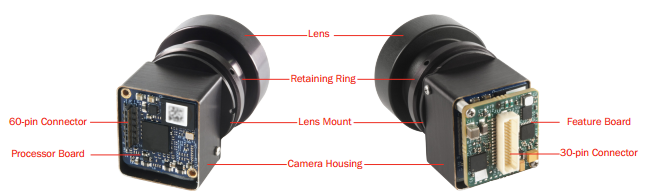 Lens
Retaining Ring
60-pin Connector
Lens Mount
Feature Board
Processor Board
30-pin Connector
Camera Housing